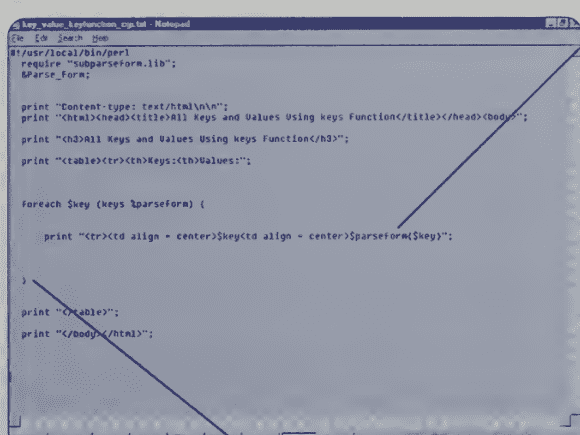 key_value_keyfunction_cgi.txt - Notepad
File Edit Search Help
#!/usr/local/bin/perl
require "subparseform.lib";
&Parse_Form;
print "Content-type: text/html\n\n";
print "<html><head><title>All Keys and Values Using keys Function</title></head><body>";
print "<h3>All Keys and Values Using keys Function</h3>";
print "<table><tr><th>Keys:<th>Values:";
foreach $key (keys %parseform) {
print "<tr><td align = center>$key<td align = center>$parseform{$key}";
}
print "</table>";
print "</body></html>";